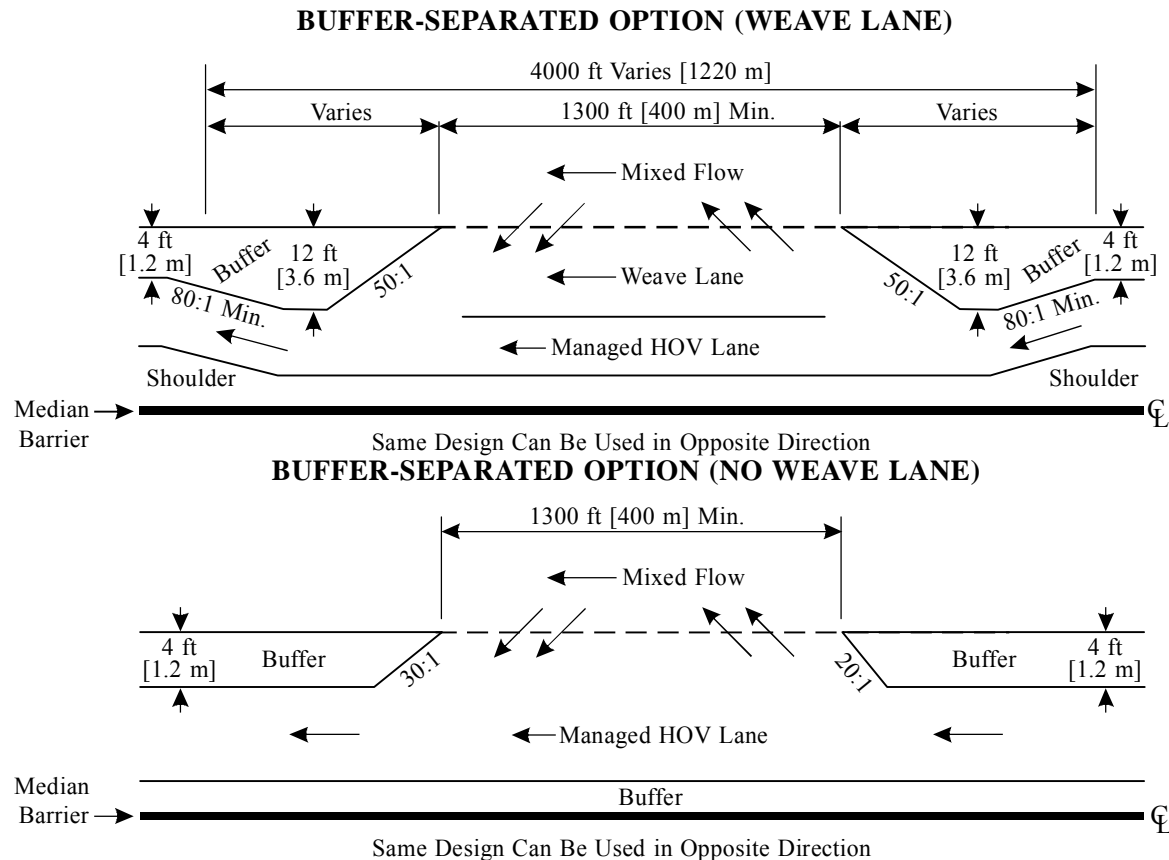 BUFFER-SEPARATED OPTION (WEAVE LANE)
4000 ft Varies [1220 m]
Varies
1300 ft [400 m] Min.
Varies
Mixed Flow
4 ft
[1.2 m]
Buffer
12 ft
[3.6 m]
50:1
80:1 Min.
Weave Lane
50:1
12 ft
[3.6 m]
Buffer
4 ft
[1.2 m]
80:1 Min.
Managed HOV Lane
Shoulder
Shoulder
Median
Barrier
CL
Same Design Can Be Used in Opposite Direction
BUFFER-SEPARATED OPTION (NO WEAVE LANE)
1300 ft [400 m] Min.
Mixed Flow
4 ft
[1.2 m]
Buffer
30:1
20:1
Buffer
4 ft
[1.2 m]
Managed HOV Lane
Median
Barrier
Buffer
CL
Same Design Can Be Used in Opposite Direction